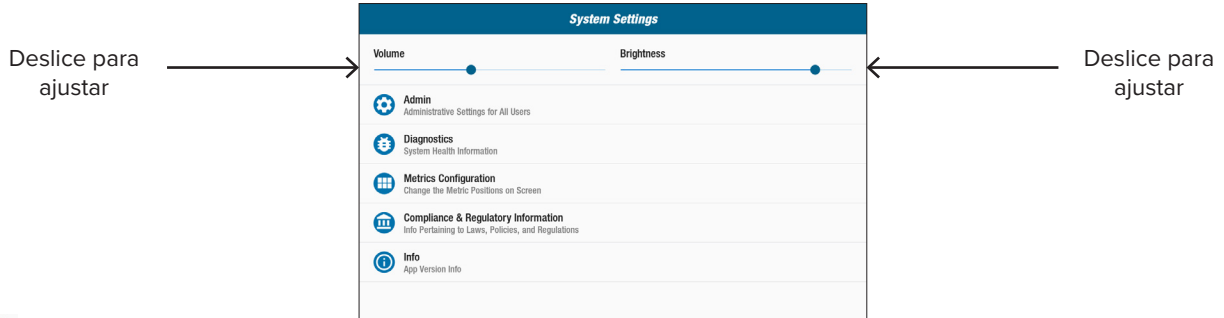 System Settings
Deslice para
ajustar
Volume
Brightness
Deslice para
ajustar
Admin
Administrative Settings for All Users
Diagnostics
System Health Information
Metrics Configuration
Change the Metric Positions on Screen
Compliance & Regulatory Information
Info Pertaining to Laws, Policies, and Regulations
Info
App Version Info